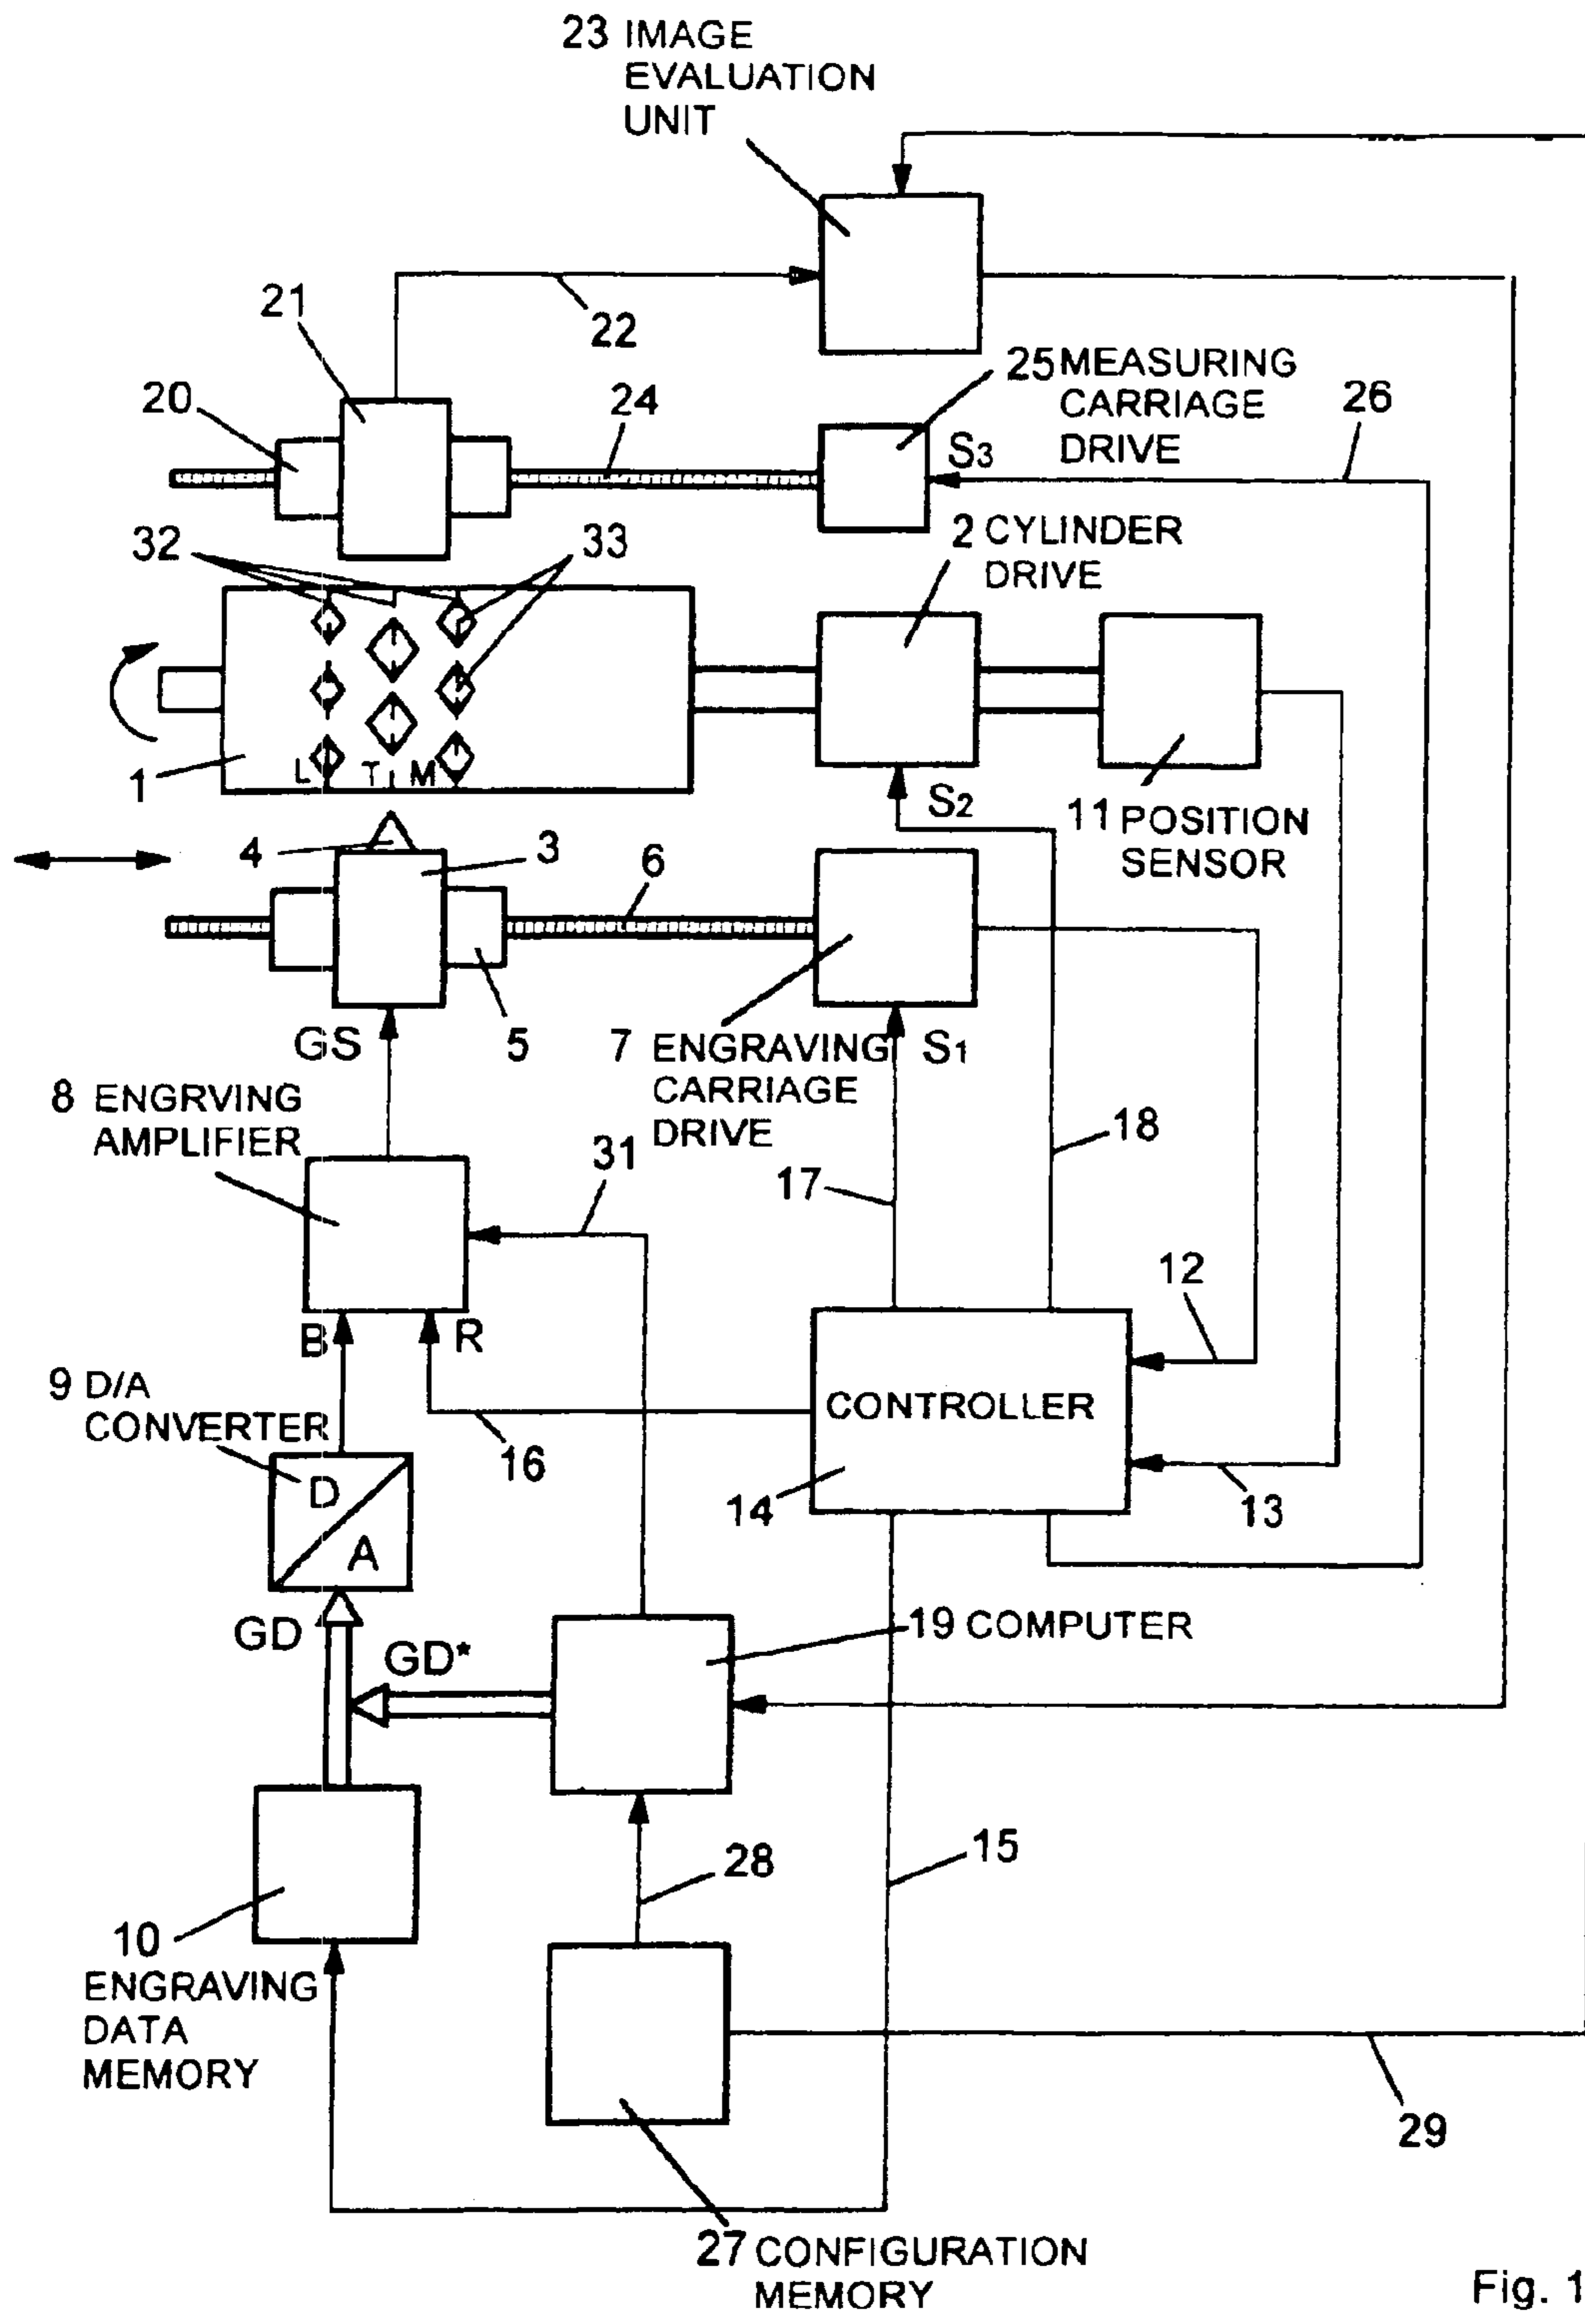 23 IMAGE
EVALUATION
UNIT
21
22
25 MEASURING
CARRIAGE
DRIVE
20
24
26
S3
32
33
2 CYLINDER
DRIVE
L T M
1
S2
11 POSITION
SENSOR
4
3
6
GS
5
7 ENGRAVING
CARRIAGE
DRIVE
S1
8 ENGRVING
AMPLIFIER
31
18
17
12
B
R
9 D/A
CONVERTER
CONTROLLER
16
D
A
14
13
GD
GD*
19 COMPUTER
28
15
10
ENGRAVING
DATA
MEMORY
29
27 CONFIGURATION
MEMORY
Fig. 1